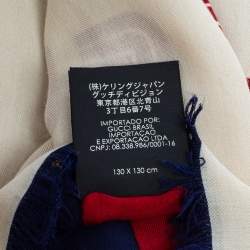 (株)ケリングジャパン
グッチディビジョン
東京都港区北青山
3丁目6番7号
IMPORTADO POR:
GUCCI BRASIL
IMPORTACAO
E EXPORTACAO LTDA
CNPJ: 08.338.986/0001-16
130 X 130 cm